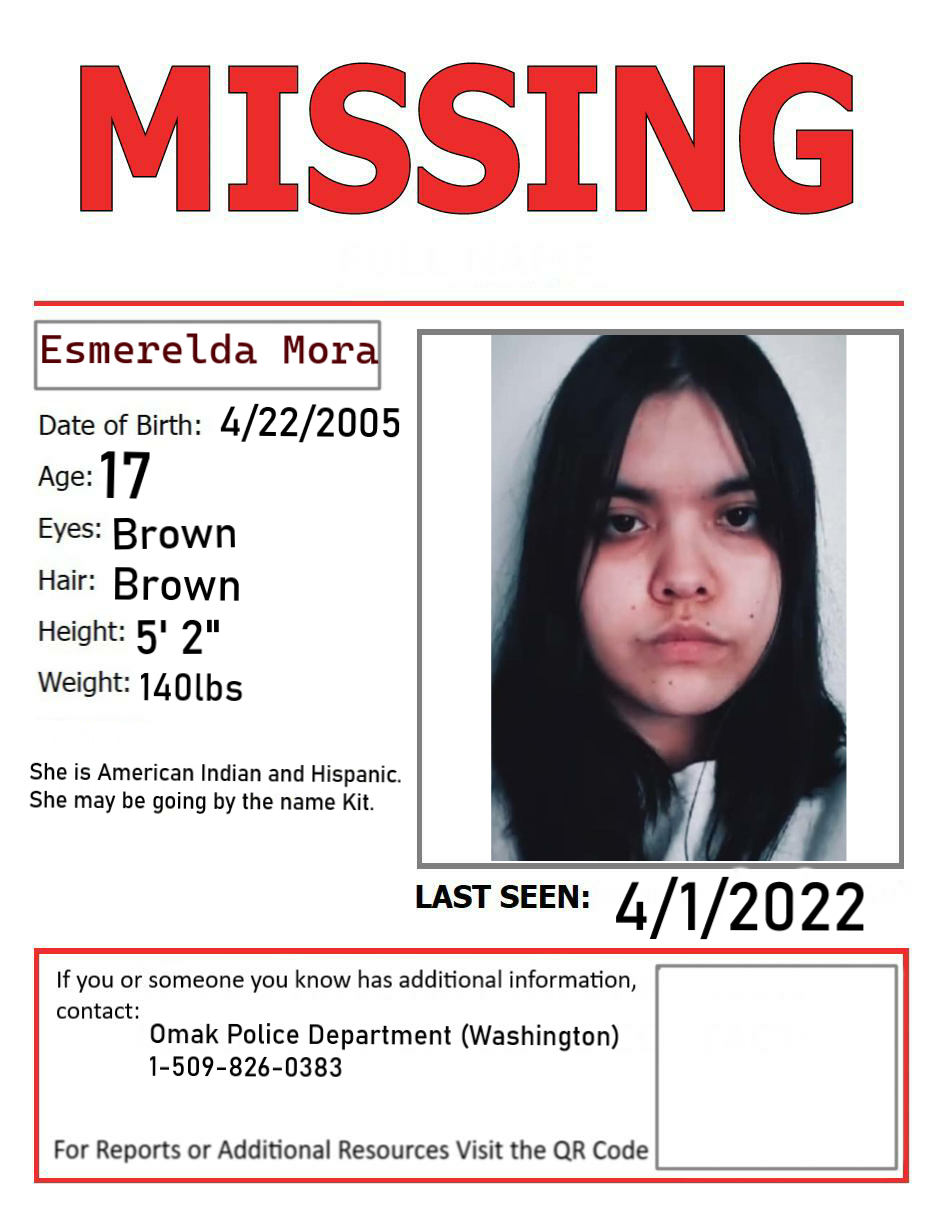 MISSING
Esmerelda Mora
Date of Birth: 4/22/2005
Age: 17
Eyes: Brown
Hair: Brown
Height: 5' 2"
Weight: 140lbs
She is American Indian and Hispanic.
She may be going by the name Kit.
LAST SEEN: 4/1/2022
If you or someone you know has additional information,
contact:
Omak Police Department (Washington)
1-509-826-0383
For Reports or Additional Resources Visit the QR Code